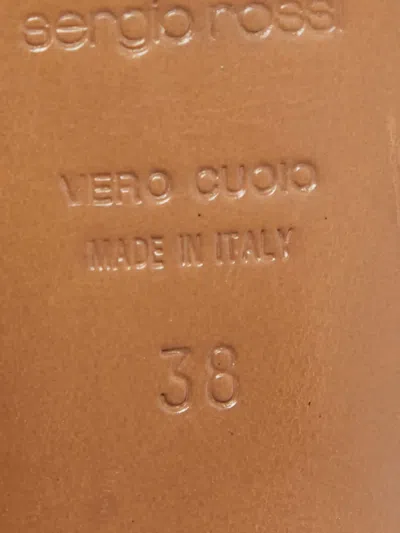 sergio rossi
VERO CUOIO
MADE IN ITALY
38